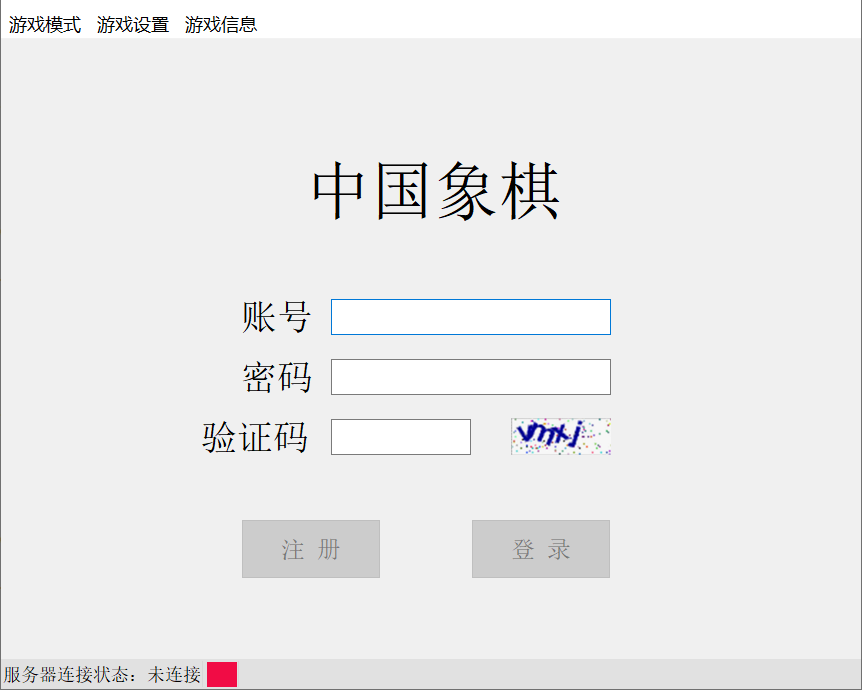 游戏模式 游戏设置 游戏信息
中国象棋
账号
密码
验证码
注 册 登 录
服务器连接状态：未连接